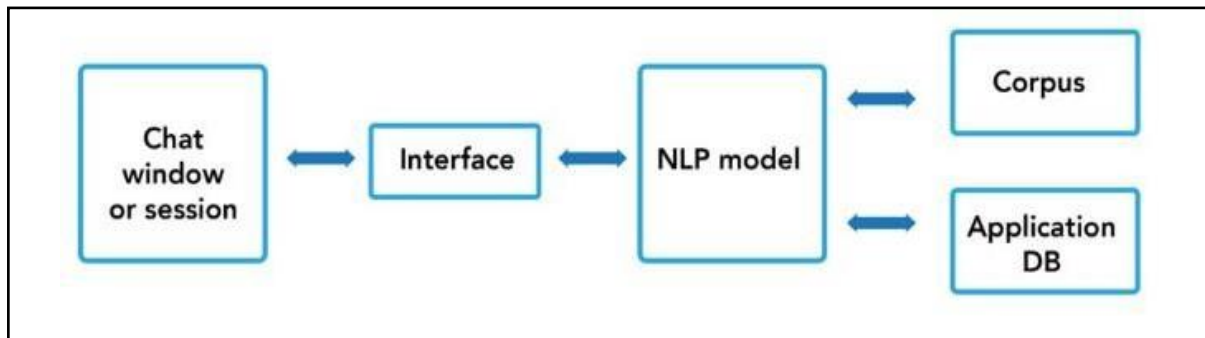 Chat
window
or session
Interface
NLP model
Corpus
Application
DB